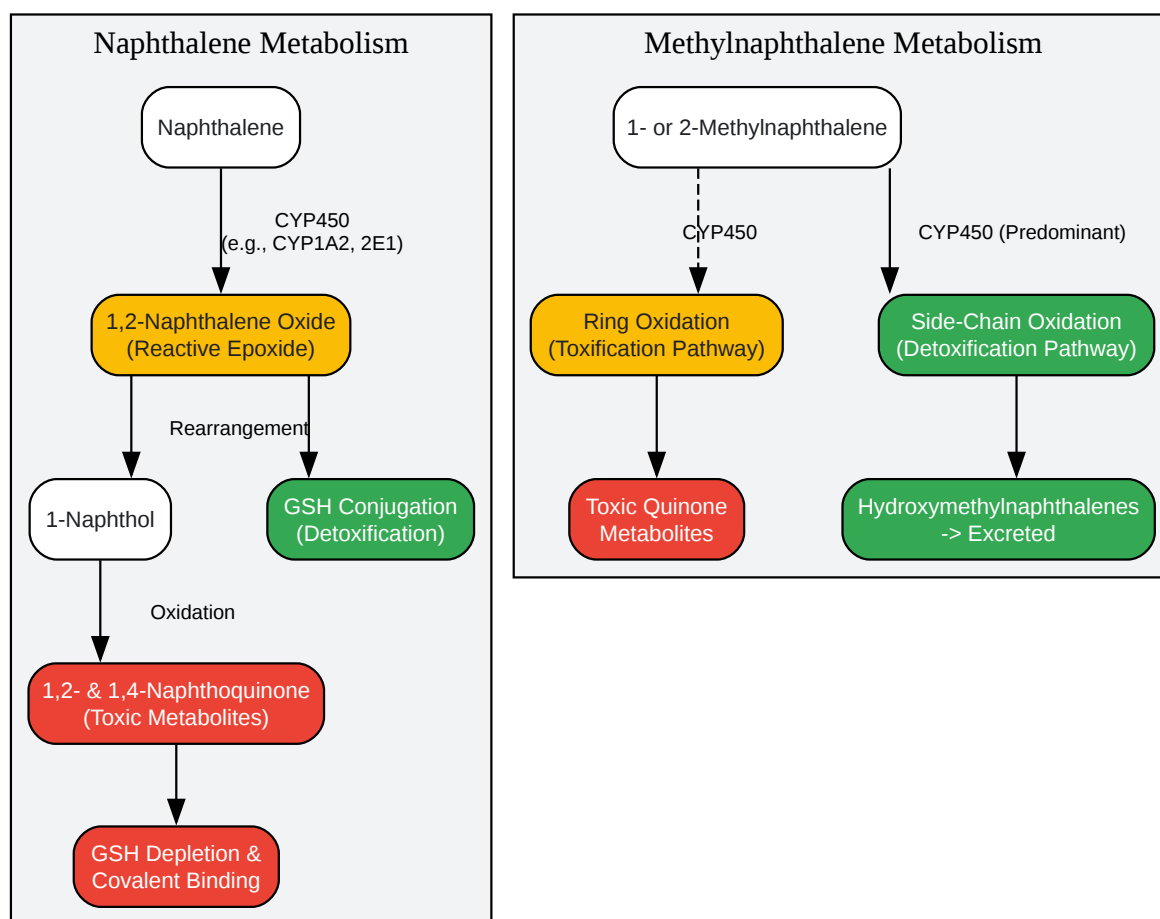 Naphthalene Metabolism
Naphthalene
CYP450
(e.g., CYP1A2, 2E1)
1,2-Naphthalene Oxide
(Reactive Epoxide)
Rearrangement
1-Naphthol
GSH Conjugation
(Detoxification)
Oxidation
1,2- & 1,4-Naphthoquinone
(Toxic Metabolites)
GSH Depletion &
Covalent Binding
Methylnaphthalene Metabolism
1- or 2-Methylnaphthalene
CYP450
CYP450 (Predominant)
Ring Oxidation
(Toxification Pathway)
Side-Chain Oxidation
(Detoxification Pathway)
Toxic Quinone
Metabolites
Hydroxymethylnaphthalenes
-> Excreted